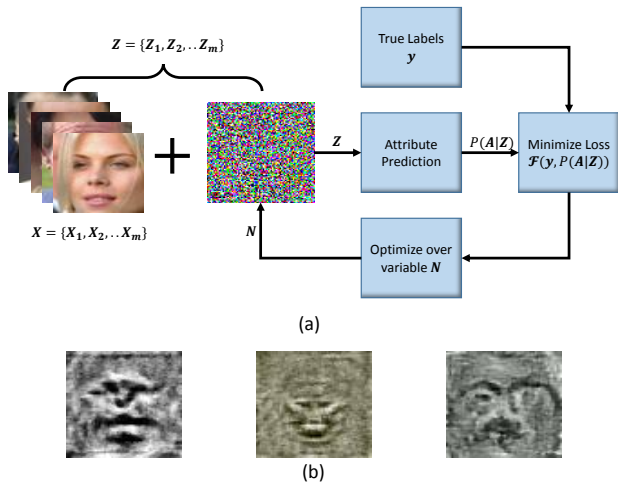 Z = {Z₁, Z₂, . . Zₘ}
True Labels
y
Z
Attribute
Prediction
P(A|Z)
Minimize Loss
ℱ(y, P(A|Z))
X = {X₁, X₂, . . Xₘ}
N
Optimize over
variable N
(a)
(b)